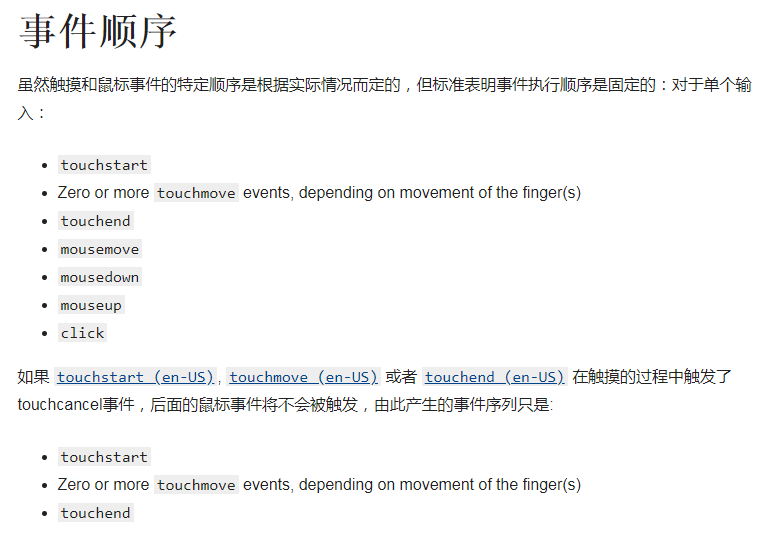 事件顺序
虽然触摸和鼠标事件的特定顺序是根据实际情况而定的，但标准表明事件执行顺序是固定的：对于单个输
入：
• touchstart
• Zero or more touchmove events, depending on movement of the finger(s)
• touchend
• mousemove
• mousedown
• mouseup
• click
如果 touchstart (en-US), touchmove (en-US) 或者 touchend (en-US) 在触摸的过程中触发了
touchcancel事件，后面的鼠标事件将不会被触发，由此产生的事件序列只是:
• touchstart
• Zero or more touchmove events, depending on movement of the finger(s)
• touchend